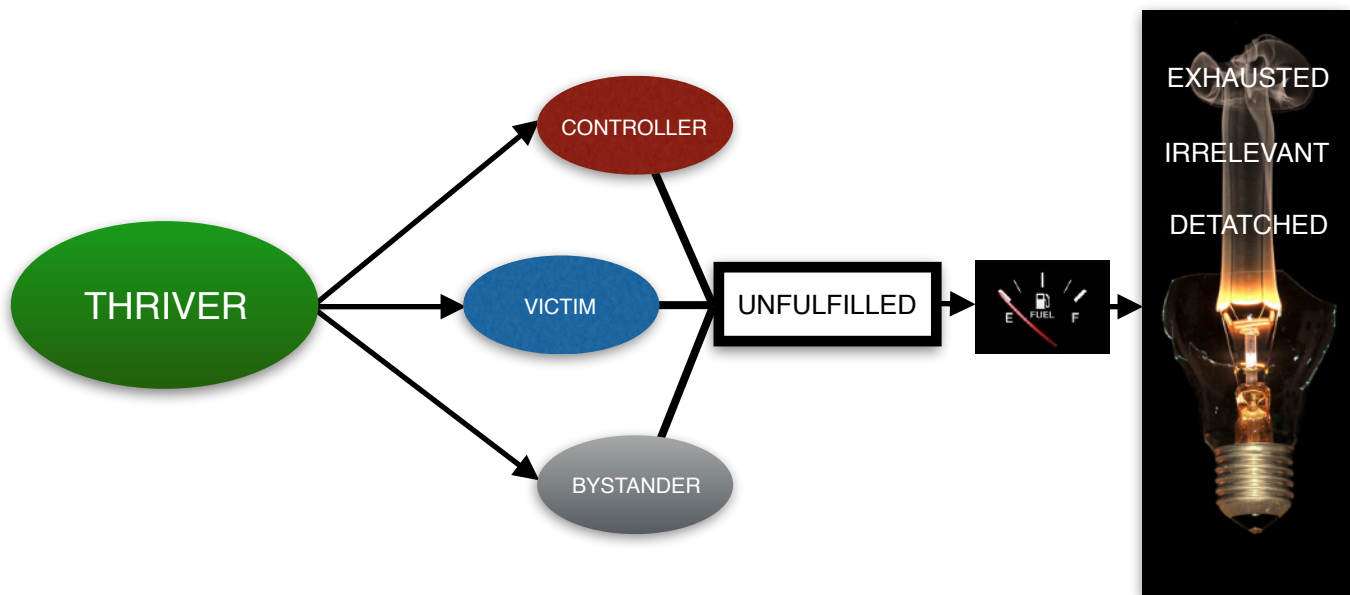 THRIVER
CONTROLLER
VICTIM
BYSTANDER
UNFULFILLED
E
FUEL
F
EXHAUSTED
IRRELEVANT
DETATCHED